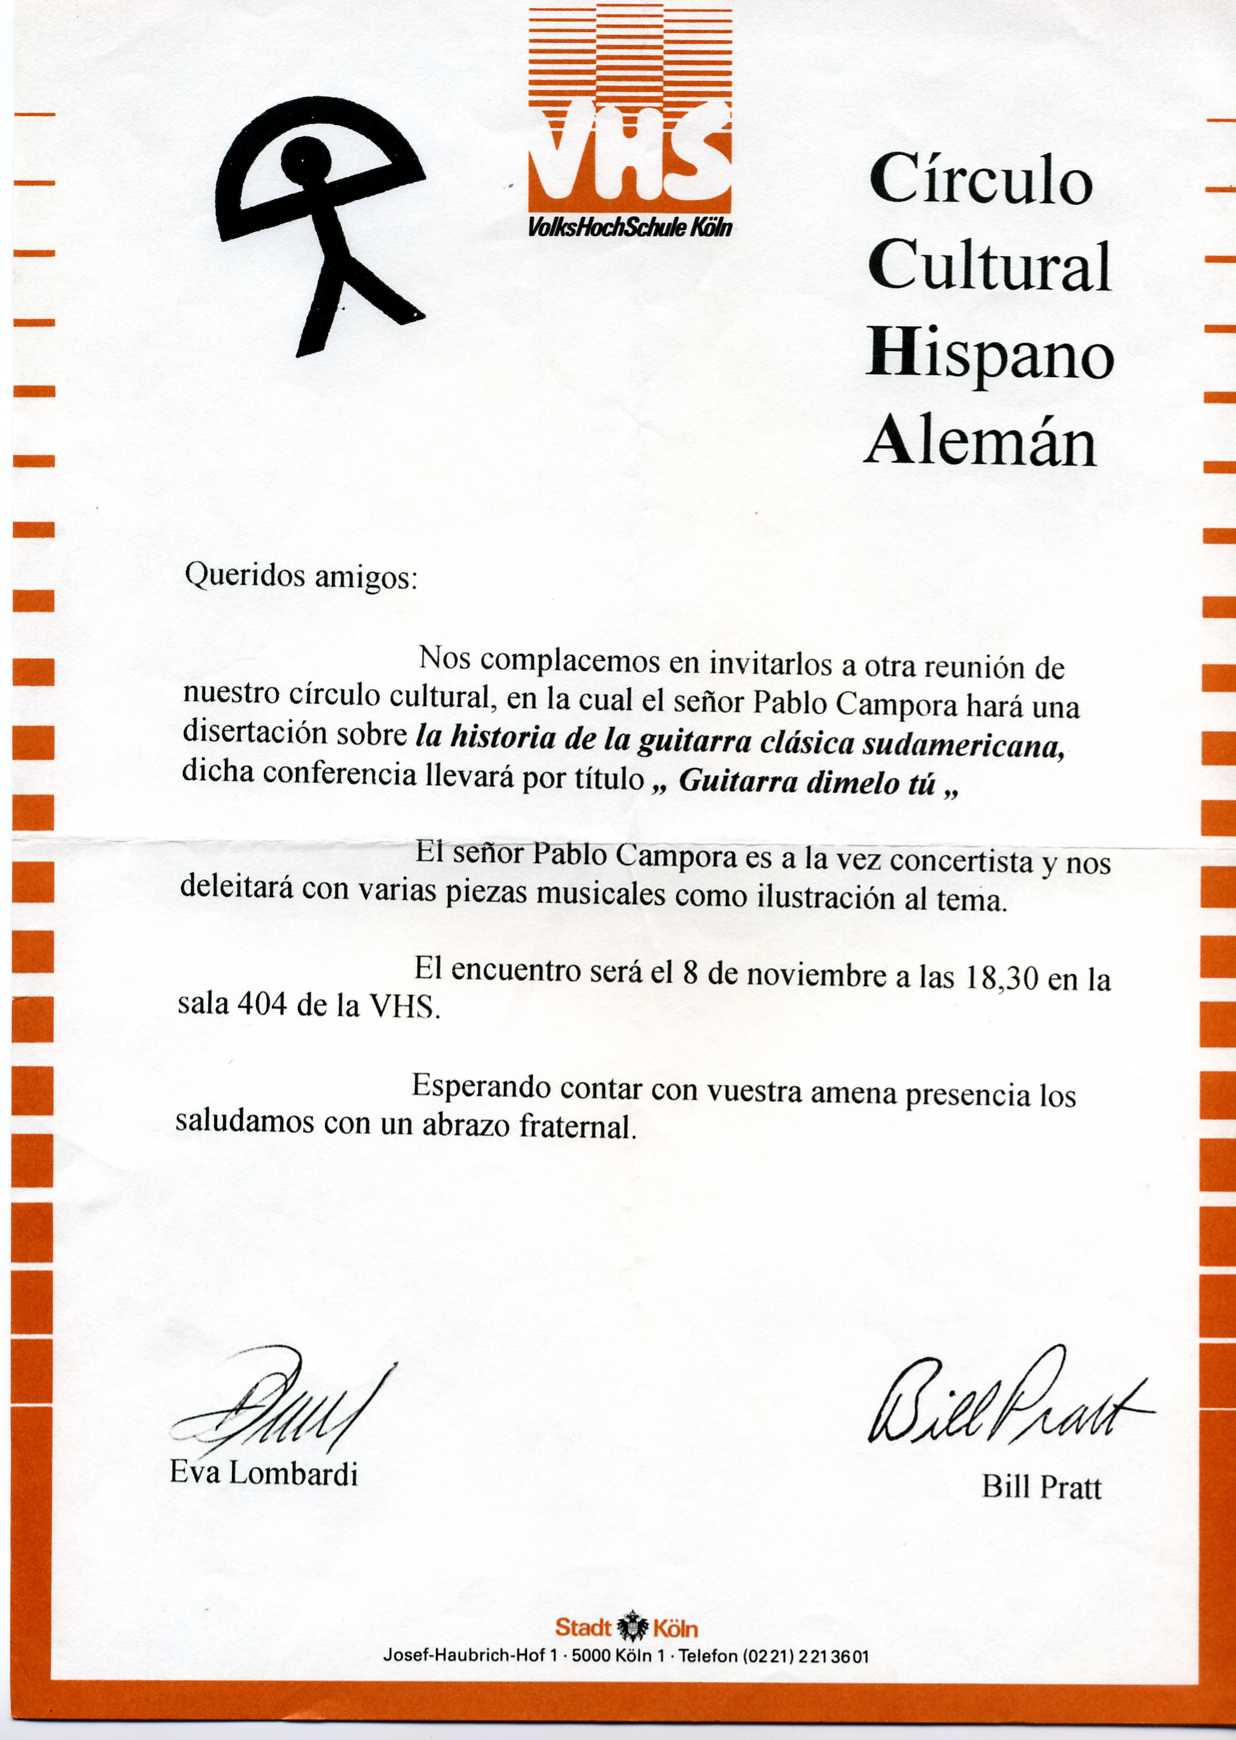 VHS
VolksHochSchule Köln
Círculo
Cultural
Hispano
Alemán
Queridos amigos:
Nos complacemos en invitarlos a otra reunión de
nuestro círculo cultural, en la cual el señor Pablo Campora hará una
disertación sobre la historia de la guitarra clásica sudamericana,
dicha conferencia llevará por título „ Guitarra dimelo tú „
El señor Pablo Campora es a la vez concertista y nos
deleitará con varias piezas musicales como ilustración al tema.
El encuentro será el 8 de noviembre a las 18,30 en la
sala 404 de la VHS.
Esperando contar con vuestra amena presencia los
saludamos con un abrazo fraternal.
Bill Pratt
Eva Lombardi
Bill Pratt
Stadt Köln
Josef-Haubrich-Hof 1 · 5000 Köln 1 · Telefon (0221) 2213601